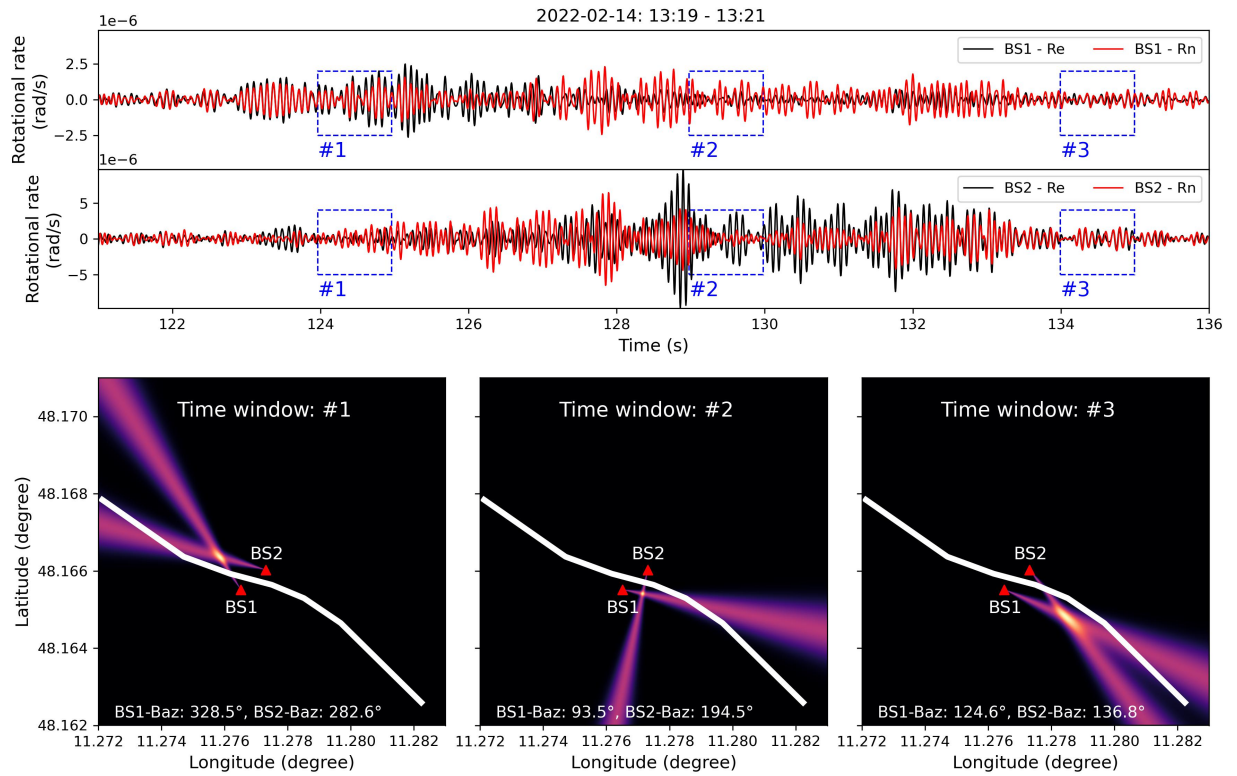 2022-02-14: 13:19 - 13:21
1e−6
Rotational rate
(rad/s)
2.5
0.0
−2.5
BS1 - Re BS1 - Rn
#1 #2 #3
1e−6
Rotational rate
(rad/s)
5
0
−5
BS2 - Re BS2 - Rn
#1 #2 #3
122 124 126 128 130 132 134 136
Time (s)
Latitude (degree)
48.170
48.168
48.166
48.164
48.162
Time window: #1
BS2
BS1
BS1-Baz: 328.5°, BS2-Baz: 282.6°
11.272 11.274 11.276 11.278 11.280 11.282
Longitude (degree)
Time window: #2
BS2
BS1
BS1-Baz: 93.5°, BS2-Baz: 194.5°
11.272 11.274 11.276 11.278 11.280 11.282
Longitude (degree)
Time window: #3
BS2
BS1
BS1-Baz: 124.6°, BS2-Baz: 136.8°
11.272 11.274 11.276 11.278 11.280 11.282
Longitude (degree)